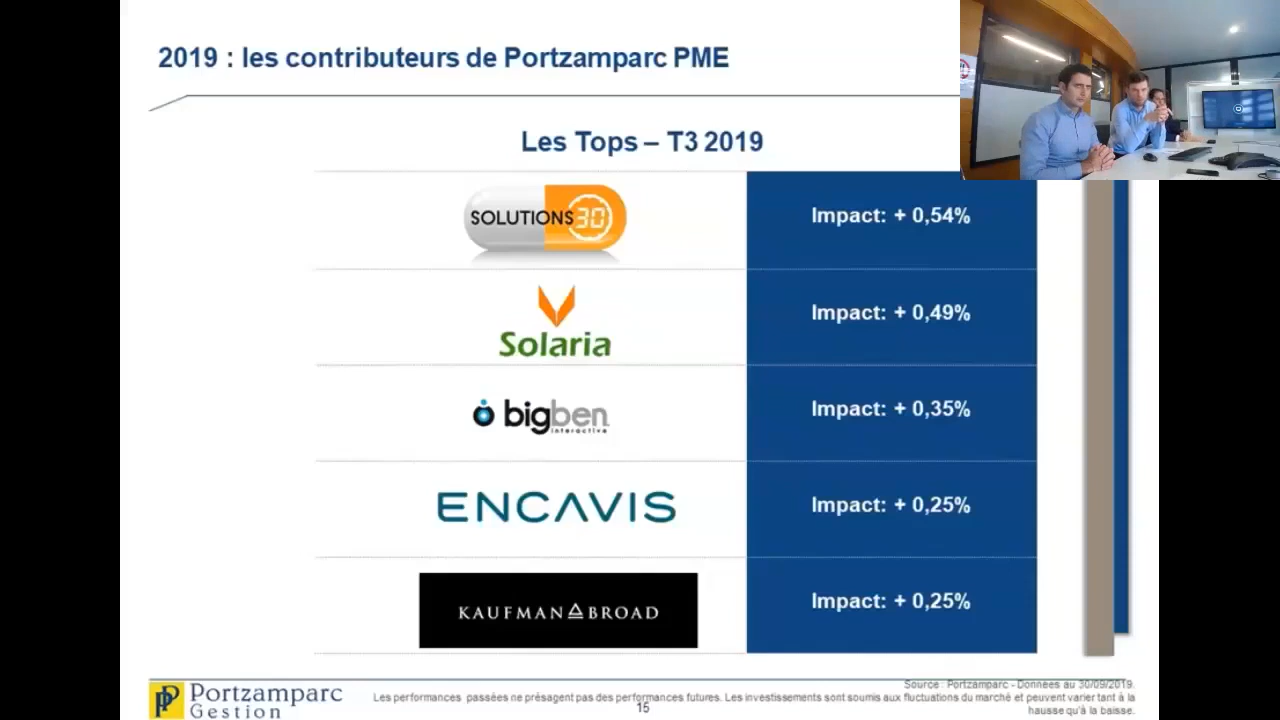 2019 : les contributeurs de Portzamparc PME
Les Tops – T3 2019
SOLUTIONS 30
Impact: + 0,54%
Solaria
Impact: + 0,49%
bigben
interactive
Impact: + 0,35%
ENCAVIS
Impact: + 0,25%
KAUFMAN BROAD
Impact: + 0,25%
Portzamparc
Gestion
Source : Portzamparc - Données au 30/09/2019.
Les performances passées ne présagent pas des performances futures. Les investissements sont soumis aux fluctuations du marché et peuvent varier tant à la
hausse qu'à la baisse.
15